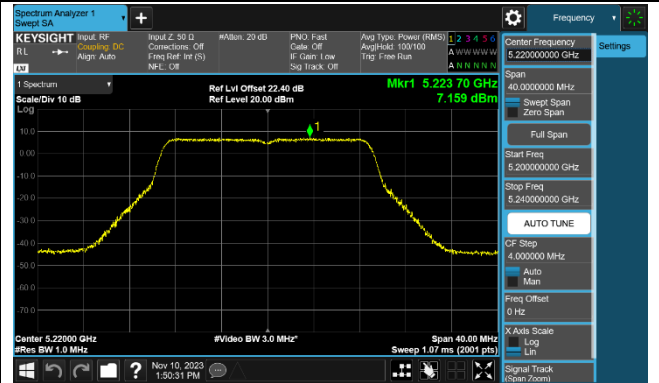 Spectrum Analyzer 1
Swept SA
Frequency
KEYSIGHT
RL
LXI
Input: RF
Coupling: DC
Align: Auto
Input Z: 50 Ω
Corrections: Off
Freq Ref: Int (S)
NFE: Off
#Atten: 20 dB
PNO: Fast
Gate: Off
IF Gain: Low
Sig Track: Off
Avg Type: Power (RMS)
Avg|Hold: 100/100
Trig: Free Run
1 2 3 4 5 6
A W W W W W
A N N N N N
1 Spectrum
Scale/Div 10 dB
Log
Ref Lvl Offset 22.40 dB
Ref Level 20.00 dBm
Mkr1 5.223 70 GHz
7.159 dBm
1
10.0
0.00
-10.0
-20.0
-30.0
-40.0
-50.0
-60.0
-70.0
Center 5.22000 GHz
#Res BW 1.0 MHz
#Video BW 3.0 MHz*
Span 40.00 MHz
Sweep 1.07 ms (2001 pts)
Nov 10, 2023
1:50:31 PM
Center Frequency
5.220000000 GHz
Settings
Span
40.0000000 MHz
Swept Span
Zero Span
Full Span
Start Freq
5.200000000 GHz
Stop Freq
5.240000000 GHz
AUTO TUNE
CF Step
4.000000 MHz
Auto
Man
Freq Offset
0 Hz
X Axis Scale
Log
Lin
Signal Track
(Span Zoom)